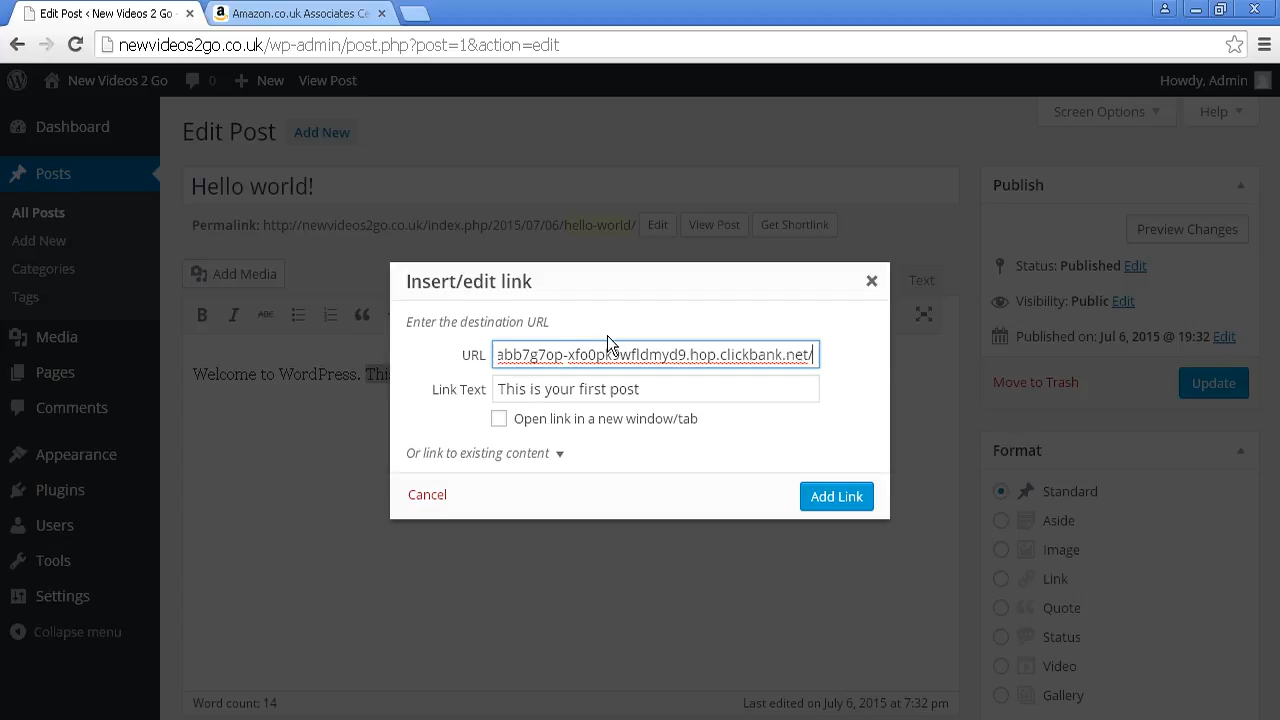 Edit Post ‹ New Videos 2 Go
Amazon.co.uk Associates Ce
newvideos2go.co.uk/wp-admin/post.php?post=1&action=edit
New Videos 2 Go
0
New
View Post
Howdy, Admin
Dashboard
Posts
All Posts
Add New
Categories
Tags
Media
Pages
Comments
Appearance
Plugins
Users
Tools
Settings
Collapse menu
Screen Options
Help
Edit Post
Add New
Hello world!
Permalink: http://newvideos2go.co.uk/index.php/2015/07/06/hello-world/
Edit
View Post
Get Shortlink
Add Media
Text
B
I
ABC
Welcome to WordPress.
Word count: 14
Last edited on July 6, 2015 at 7:32 pm
Insert/edit link
Enter the destination URL
URL
Link Text
This is your first post
Open link in a new window/tab
Or link to existing content
Cancel
Add Link
Publish
Preview Changes
Status: Published Edit
Visibility: Public Edit
Published on: Jul 6, 2015 @ 19:32 Edit
Move to Trash
Update
Format
Standard
Aside
Image
Link
Quote
Status
Video
Gallery